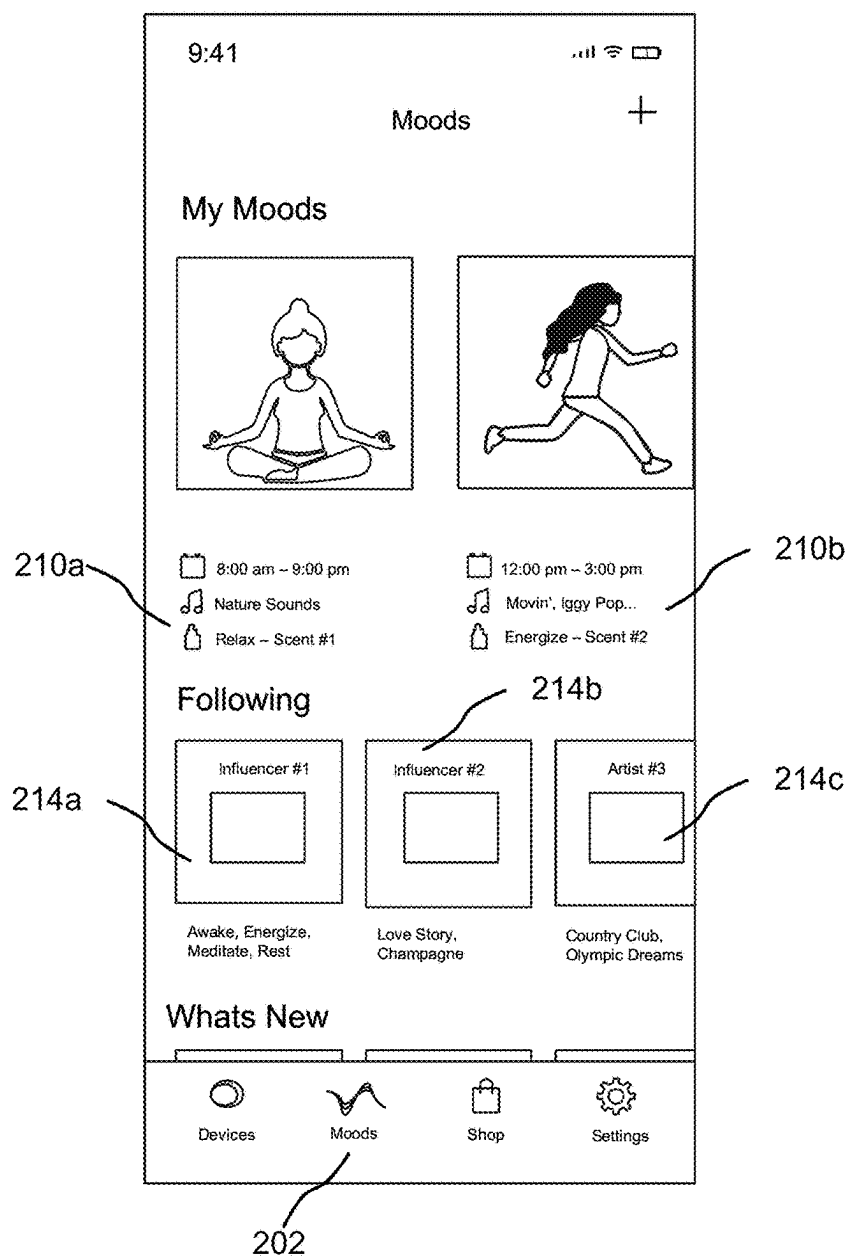 9:41
Moods
+
My Moods
210a
8:00 am – 9:00 pm
Nature Sounds
Relax – Scent #1
12:00 pm – 3:00 pm
Movin', Iggy Pop...
Energize – Scent #2
210b
Following
214b
214a
Influencer #1
Influencer #2
Artist #3
214c
Awake, Energize,
Meditate, Rest
Love Story,
Champagne
Country Club,
Olympic Dreams
Whats New
Devices
Moods
Shop
Settings
202